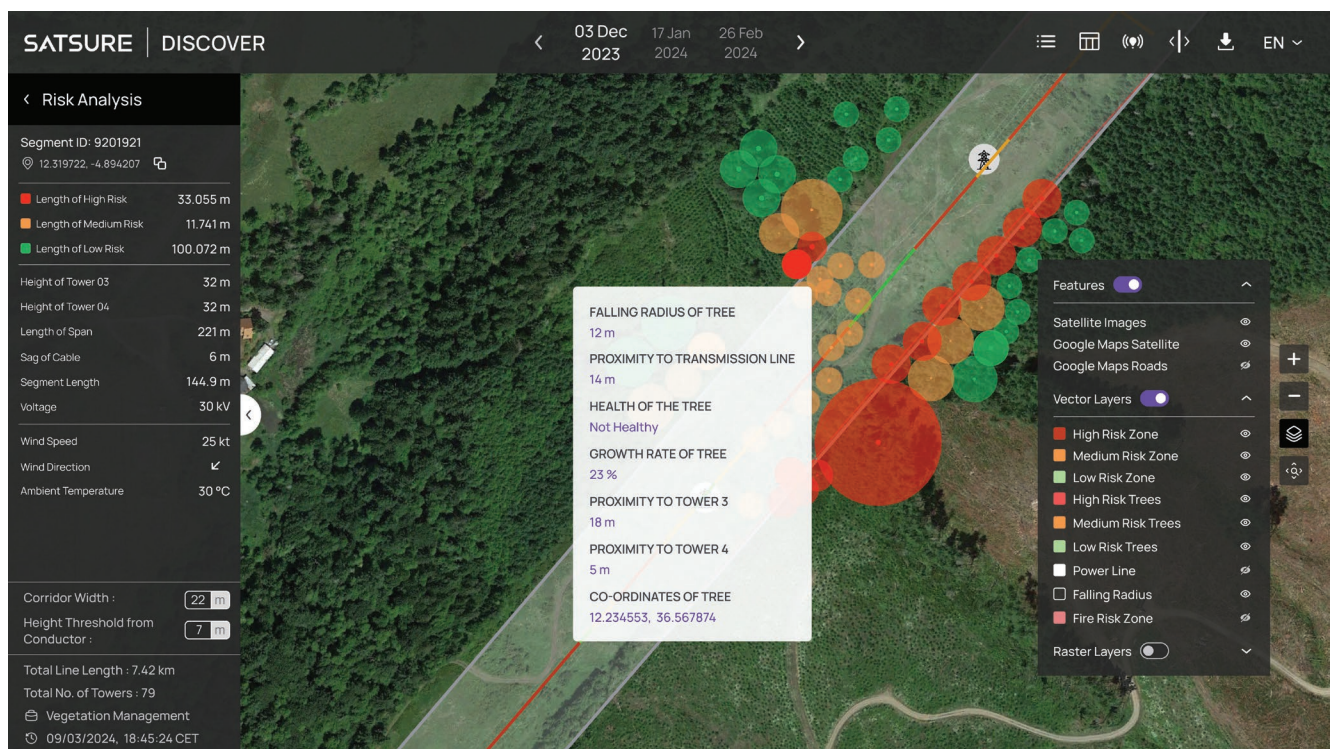 SATSURE | DISCOVER
03 Dec 2023
17 Jan 2024
26 Feb 2024
EN
Risk Analysis
Segment ID: 9201921
12.319722, -4.894207
Length of High Risk 33.055 m
Length of Medium Risk 11.741 m
Length of Low Risk 100.072 m
Height of Tower 03 32 m
Height of Tower 04 32 m
Length of Span 221 m
Sag of Cable 6 m
Segment Length 144.9 m
Voltage 30 kV
Wind Speed 25 kt
Wind Direction
Ambient Temperature 30 °C
Corridor Width : 22 m
Height Threshold from
Conductor : 7 m
Total Line Length : 7.42 km
Total No. of Towers : 79
Vegetation Management
09/03/2024, 18:45:24 CET
FALLING RADIUS OF TREE
12 m
PROXIMITY TO TRANSMISSION LINE
14 m
HEALTH OF THE TREE
Not Healthy
GROWTH RATE OF TREE
23 %
PROXIMITY TO TOWER 3
18 m
PROXIMITY TO TOWER 4
5 m
CO-ORDINATES OF TREE
12.234553, 36.567874
Features
Satellite Images
Google Maps Satellite
Google Maps Roads
Vector Layers
High Risk Zone
Medium Risk Zone
Low Risk Zone
High Risk Trees
Medium Risk Trees
Low Risk Trees
Power Line
Falling Radius
Fire Risk Zone
Raster Layers